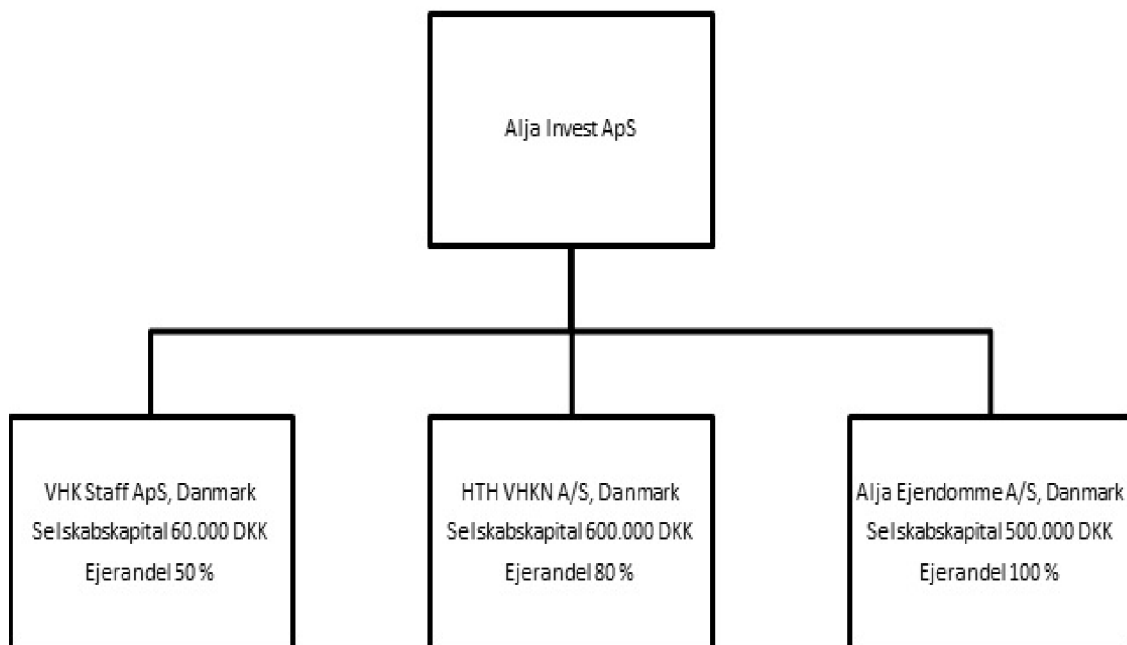 Alja Invest ApS
VHK Staff ApS, Danmark
Selskabskapital 60.000 DKK
Ejerandel 50 %
HTH VHKN A/S, Danmark
Selskabskapital 600.000 DKK
Ejerandel 80 %
Alja Ejendomme A/S, Danmark
Selskabskapital 500.000 DKK
Ejerandel 100 %